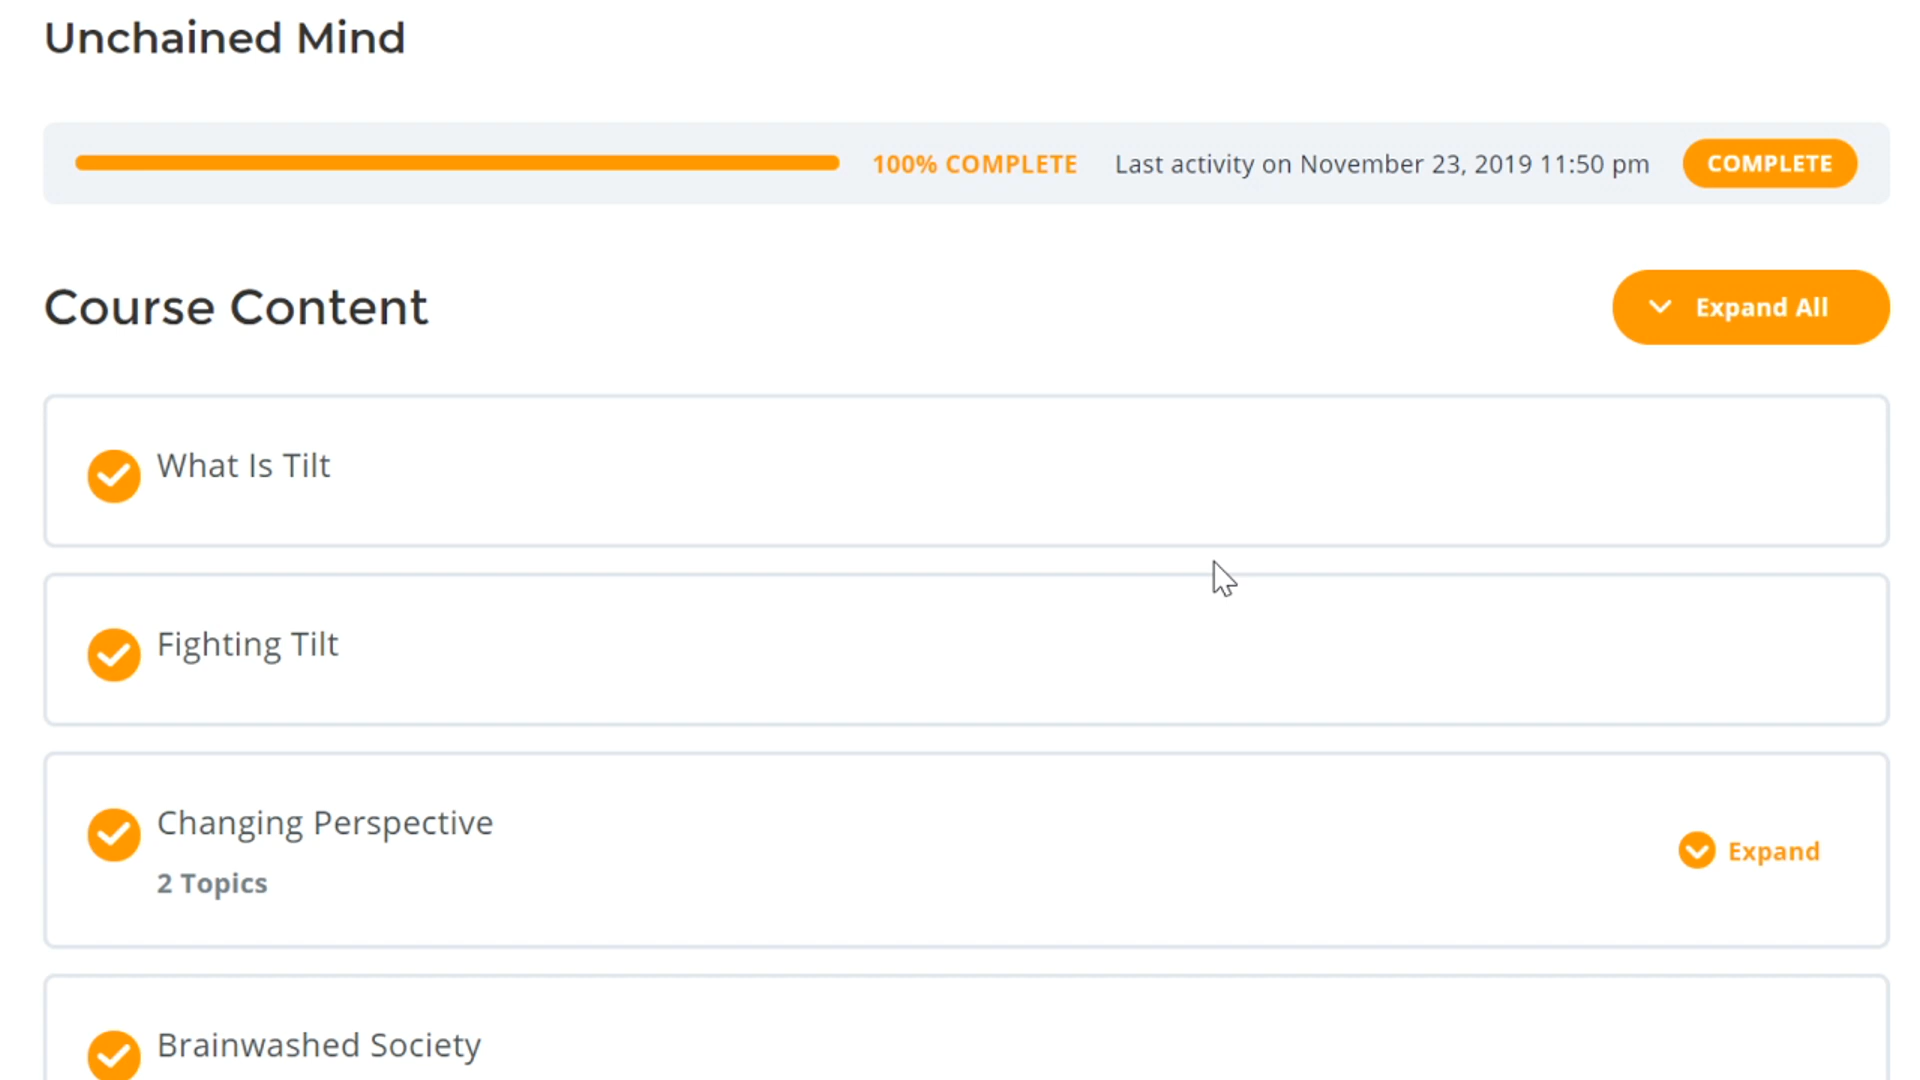 Unchained Mind
100% COMPLETE Last activity on November 23, 2019 11:50 pm COMPLETE
Course Content
Expand All
What Is Tilt
Fighting Tilt
Changing Perspective
2 Topics
Expand
Brainwashed Society